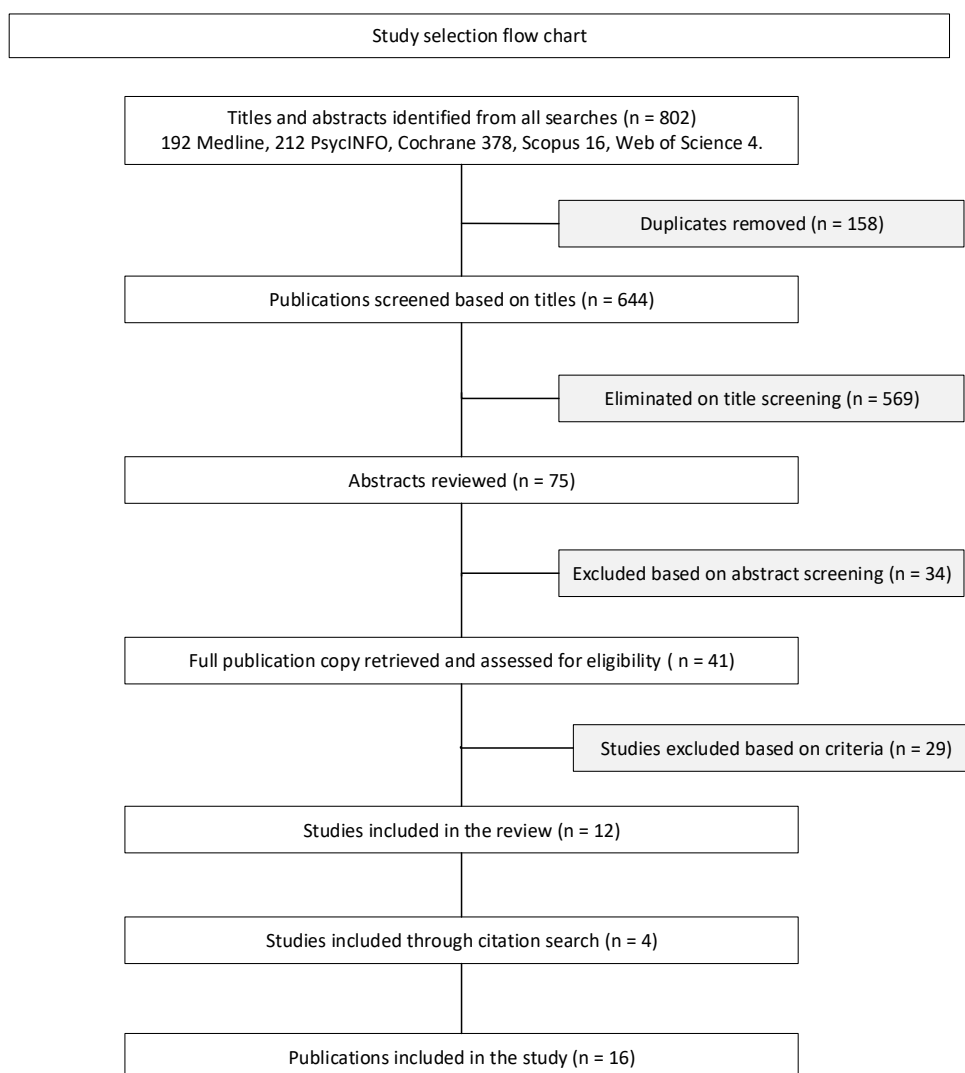 Study selection flow chart
Titles and abstracts identified from all searches (n = 802)
192 Medline, 212 PsycINFO, Cochrane 378, Scopus 16, Web of Science 4.
Duplicates removed (n = 158)
Publications screened based on titles (n = 644)
Eliminated on title screening (n = 569)
Abstracts reviewed (n = 75)
Excluded based on abstract screening (n = 34)
Full publication copy retrieved and assessed for eligibility ( n = 41)
Studies excluded based on criteria (n = 29)
Studies included in the review (n = 12)
Studies included through citation search (n = 4)
Publications included in the study (n = 16)